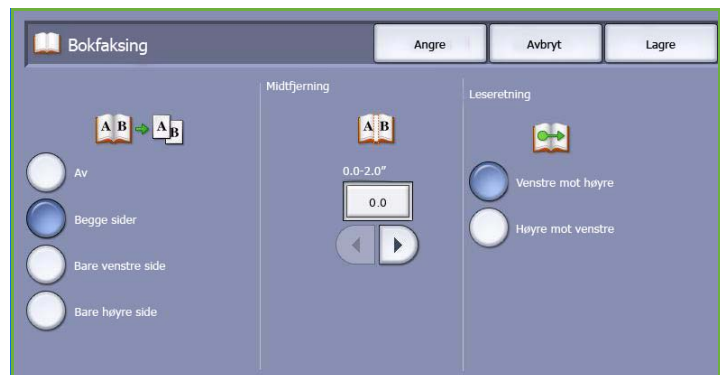 Bokfaksing
Angre
Avbryt
Lagre
A B A B
Av
Begge sider
Bare venstre side
Bare høyre side
Midtfjerning
A B
0.0-2.0"
0.0
Leseretning
Venstre mot høyre
Høyre mot venstre